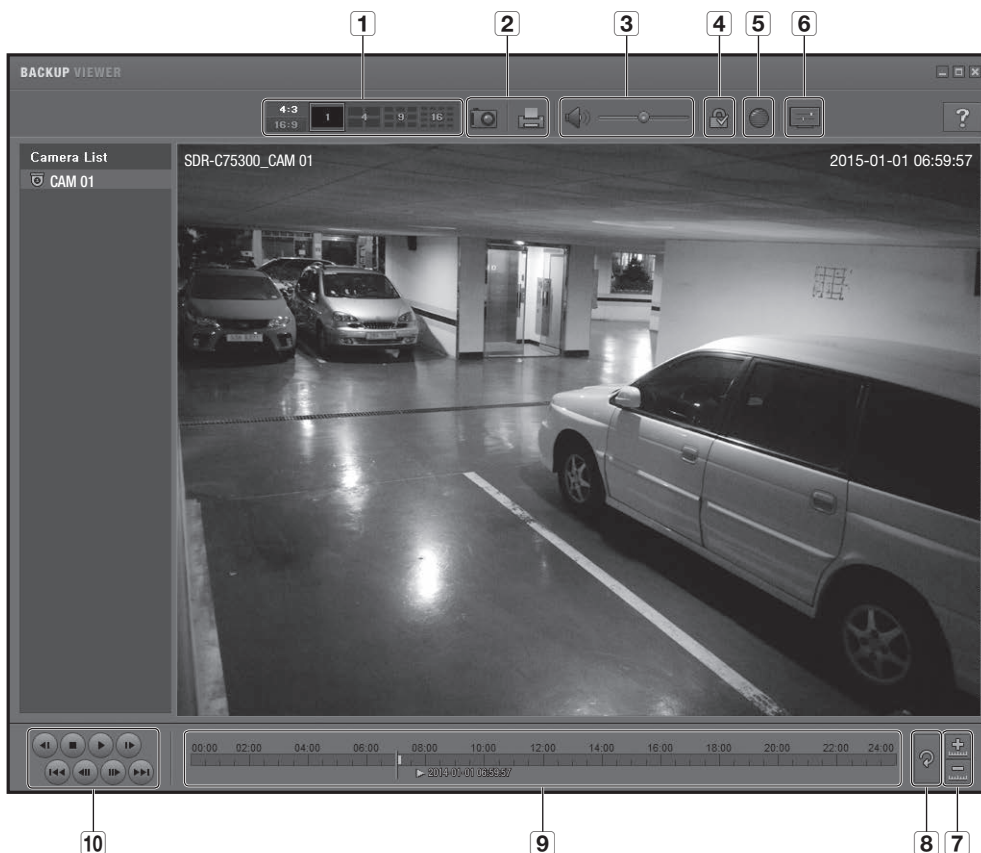 1 2 3 4 5 6
BACKUP VIEWER
4:3 1 4 9 16
16:9
?
Camera List
CAM 01
SDR-C75300_CAM 01 2015-01-01 06:59:57
00:00 02:00 04:00 06:00 08:00 10:00 12:00 14:00 16:00 18:00 20:00 22:00 24:00
2014-01-01 06:59:57
10 9 8 7